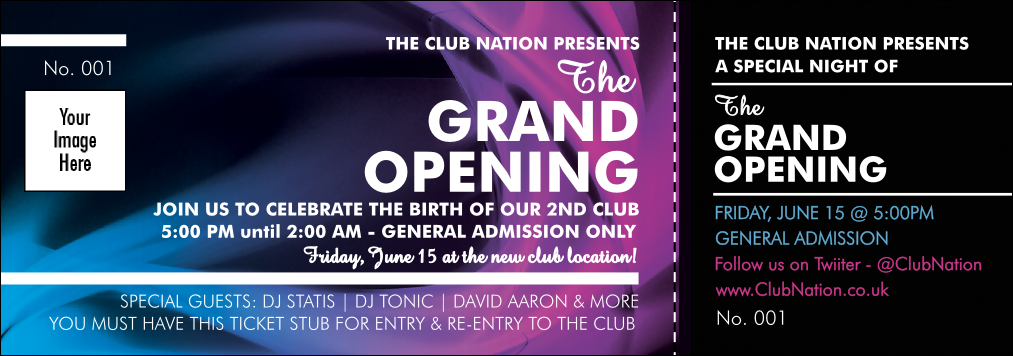 No. 001
Your
Image
Here
THE CLUB NATION PRESENTS
The
GRAND
OPENING
JOIN US TO CELEBRATE THE BIRTH OF OUR 2ND CLUB
5:00 PM until 2:00 AM - GENERAL ADMISSION ONLY
Friday, June 15 at the new club location!
SPECIAL GUESTS: DJ STATIS | DJ TONIC | DAVID AARON & MORE
YOU MUST HAVE THIS TICKET STUB FOR ENTRY & RE-ENTRY TO THE CLUB
THE CLUB NATION PRESENTS
A SPECIAL NIGHT OF
The
GRAND
OPENING
FRIDAY, JUNE 15 @ 5:00PM
GENERAL ADMISSION
Follow us on Twiiter - @ClubNation
www.ClubNation.co.uk
No. 001